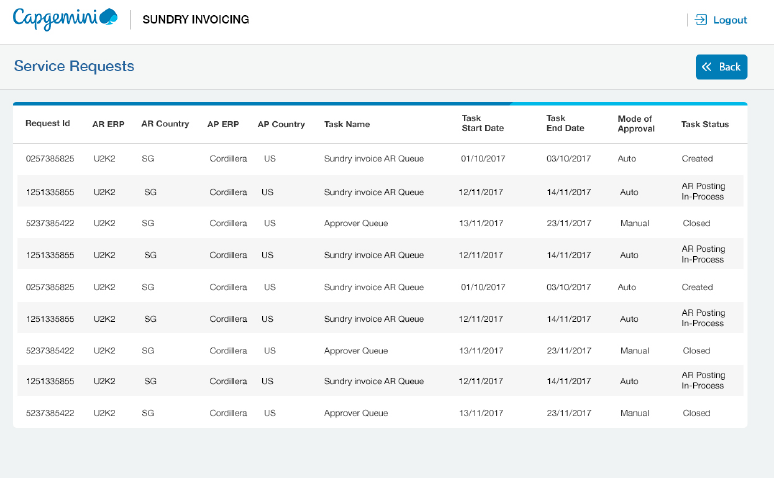 Capgemini SUNDRY INVOICING Logout
Service Requests Back
Request Id AR ERP AR Country AP ERP AP Country Task Name Task Start Date Task End Date Mode of Approval Task Status
0257385825 U2K2 SG Cordillera US Sundry invoice AR Queue 01/10/2017 03/10/2017 Auto Created
1251335855 U2K2 SG Cordillera US Sundry invoice AR Queue 12/11/2017 14/11/2017 Auto AR Posting In-Process
5237385422 U2K2 SG Cordillera US Approver Queue 13/11/2017 23/11/2017 Manual Closed
1251335855 U2K2 SG Cordillera US Sundry invoice AR Queue 12/11/2017 14/11/2017 Auto AR Posting In-Process
0257385825 U2K2 SG Cordillera US Sundry invoice AR Queue 01/10/2017 03/10/2017 Auto Created
1251335855 U2K2 SG Cordillera US Sundry invoice AR Queue 12/11/2017 14/11/2017 Auto AR Posting In-Process
5237385422 U2K2 SG Cordillera US Approver Queue 13/11/2017 23/11/2017 Manual Closed
1251335855 U2K2 SG Cordillera US Sundry invoice AR Queue 12/11/2017 14/11/2017 Auto AR Posting In-Process
5237385422 U2K2 SG Cordillera US Approver Queue 13/11/2017 23/11/2017 Manual Closed